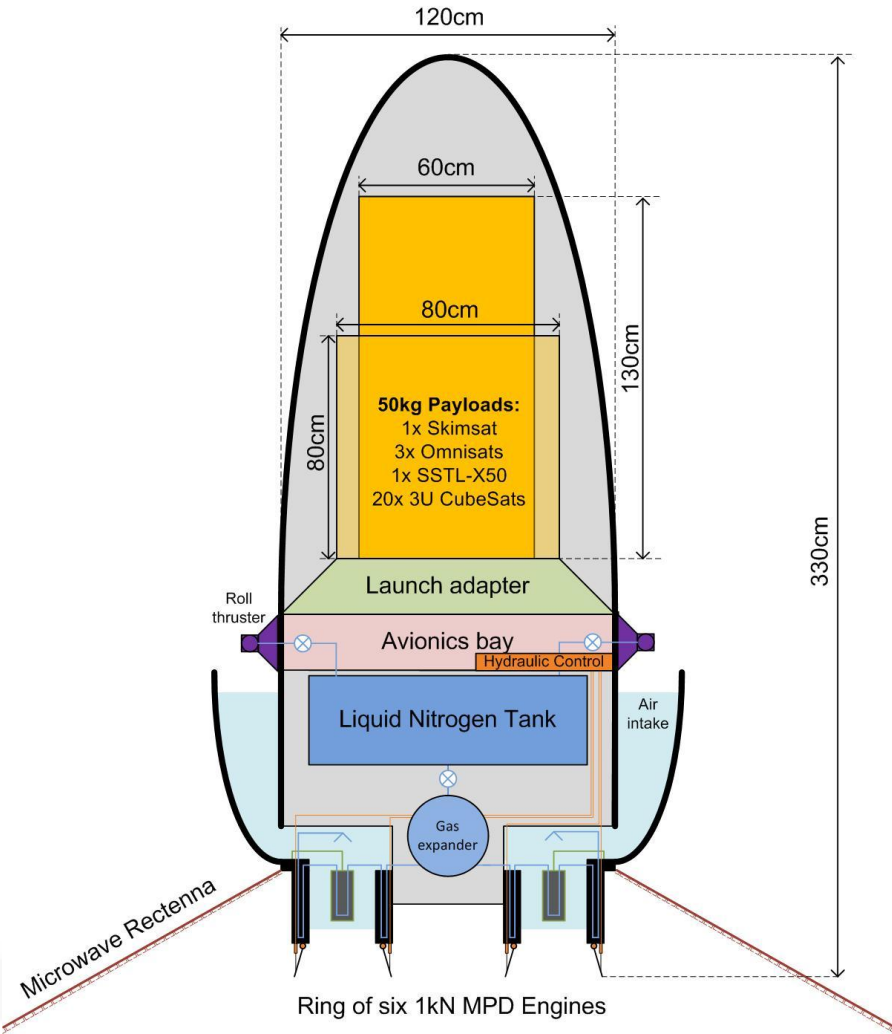 120cm
60cm
80cm
130cm
80cm
330cm
50kg Payloads:
1x Skimsat
3x Omnisats
1x SSTL-X50
20x 3U CubeSats
Launch adapter
Roll
thruster
Avionics bay
Hydraulic Control
Liquid Nitrogen Tank
Air
intake
Gas
expander
Microwave Rectenna
Ring of six 1kN MPD Engines